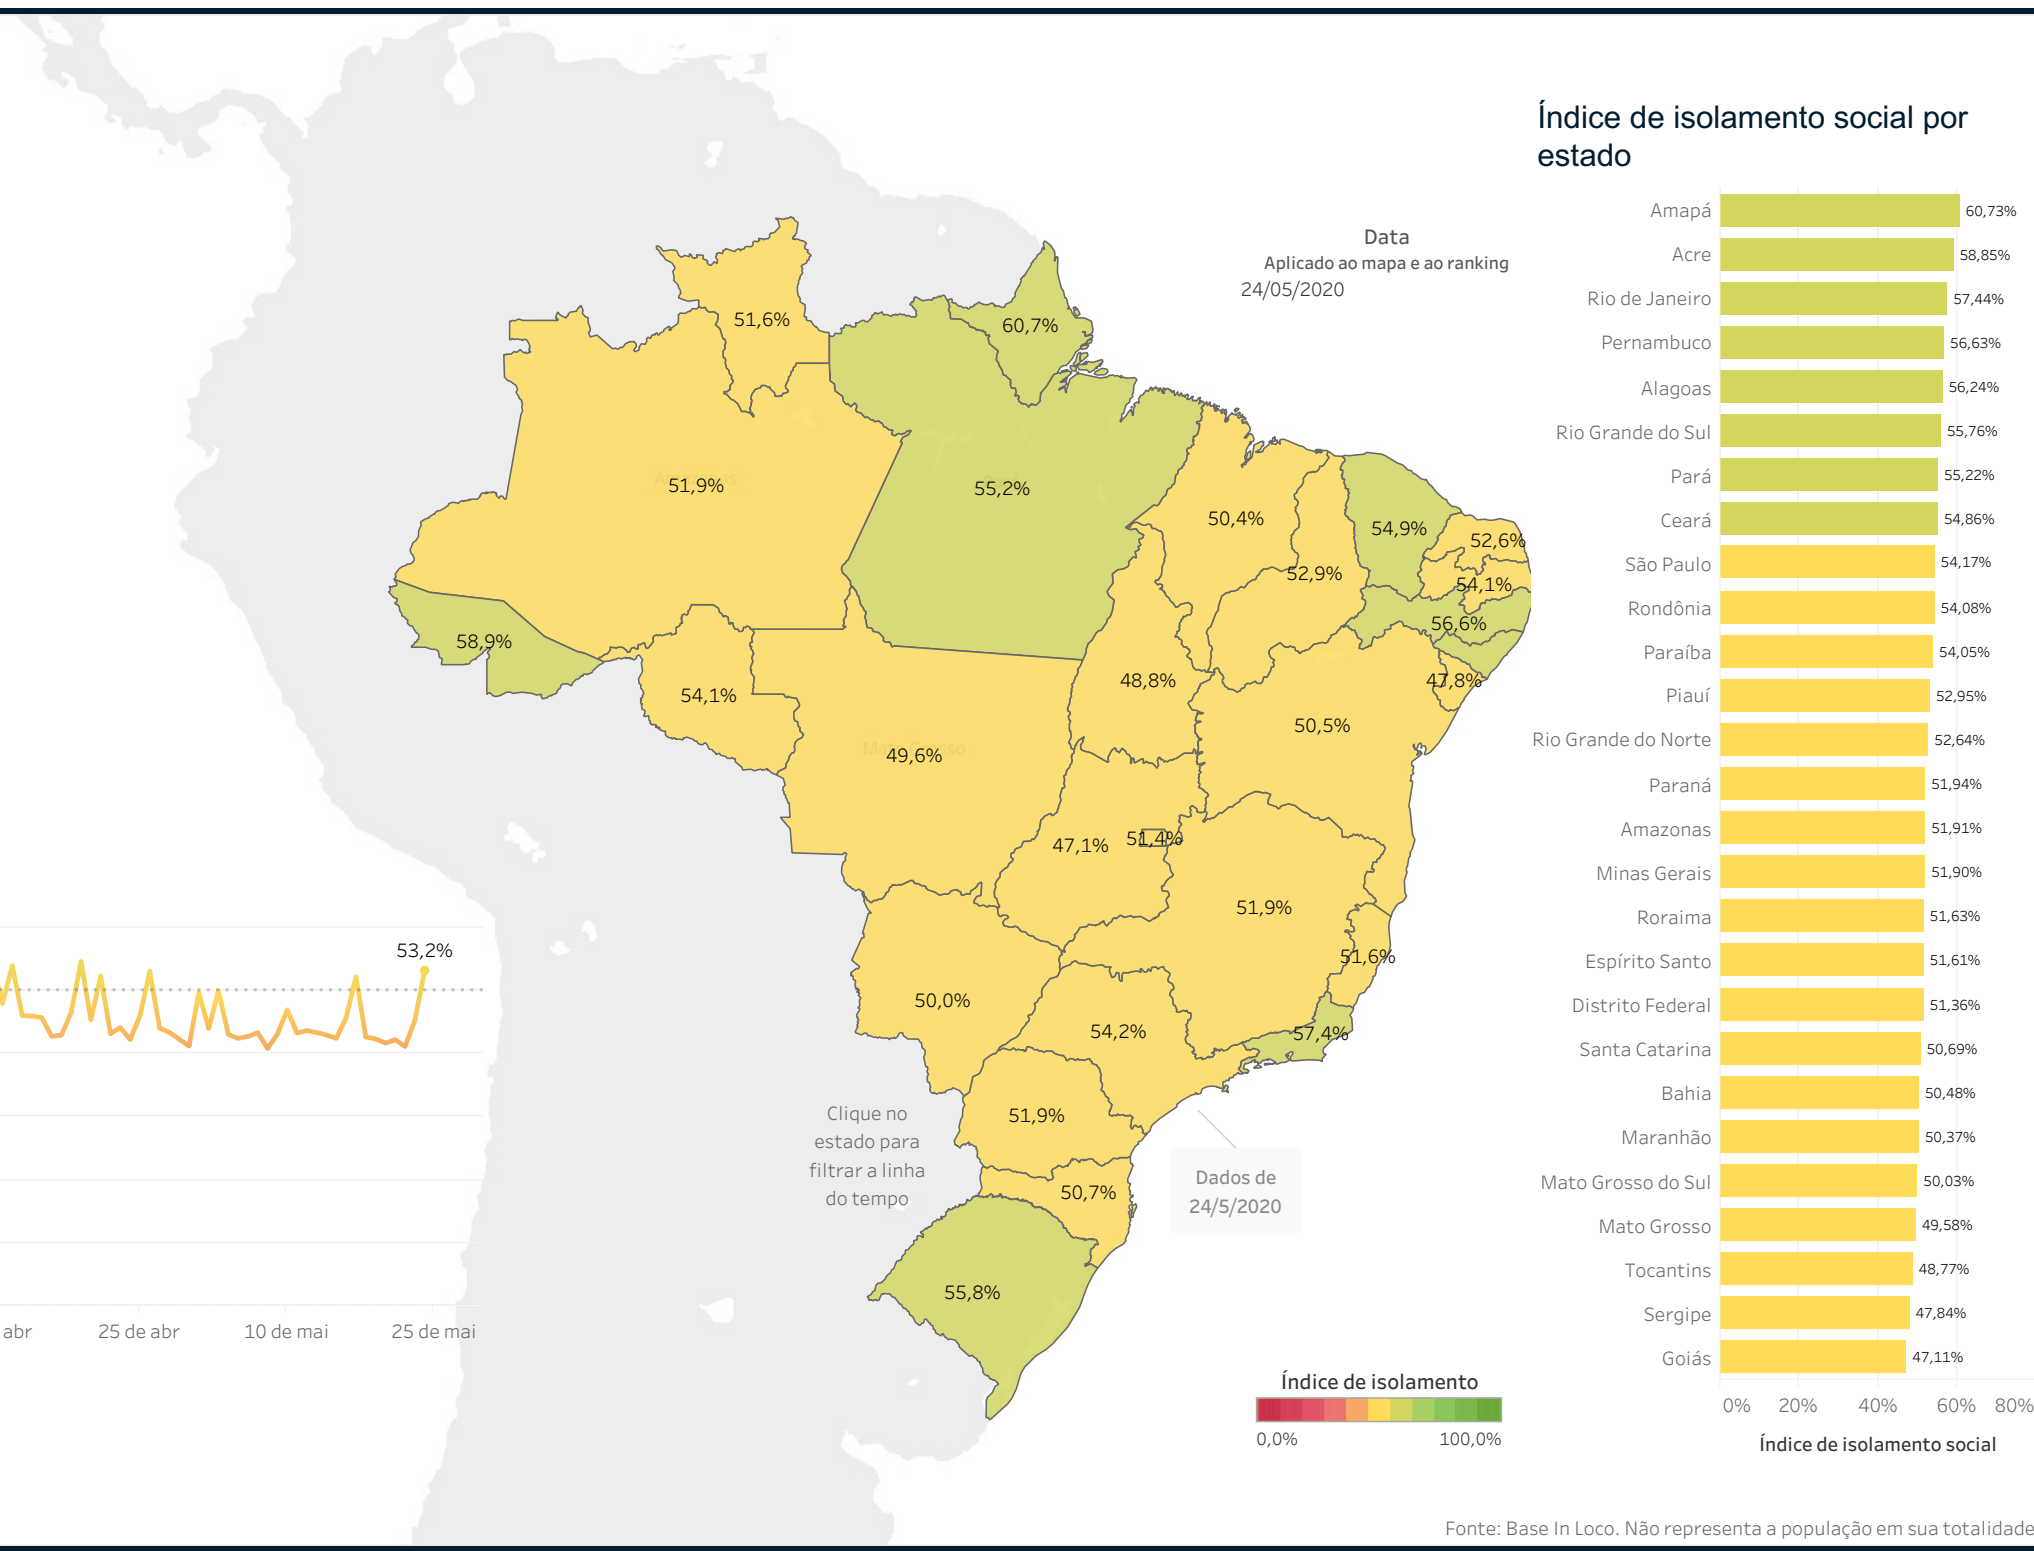 Índice de isolamento social por
estado
Data
Aplicado ao mapa e ao ranking
24/05/2020
51,6%
60,7%
51,9%
55,2%
50,4%
54,9%
52,6%
52,9%
54,1%
56,6%
58,9%
54,1%
48,8%
47,8%
Mato Grosso
49,6%
50,5%
47,1%
51,4%
51,9%
51,6%
50,0%
54,2%
57,4%
51,9%
50,7%
55,8%
Clique no
estado para
filtrar a linha
do tempo
Dados de
24/5/2020
53,2%
abr
25 de abr
10 de mai
25 de mai
Índice de isolamento
0,0%
100,0%
Amapá 60,73%
Acre 58,85%
Rio de Janeiro 57,44%
Pernambuco 56,63%
Alagoas 56,24%
Rio Grande do Sul 55,76%
Pará 55,22%
Ceará 54,86%
São Paulo 54,17%
Rondônia 54,08%
Paraíba 54,05%
Piauí 52,95%
Rio Grande do Norte 52,64%
Paraná 51,94%
Amazonas 51,91%
Minas Gerais 51,90%
Roraima 51,63%
Espírito Santo 51,61%
Distrito Federal 51,36%
Santa Catarina 50,69%
Bahia 50,48%
Maranhão 50,37%
Mato Grosso do Sul 50,03%
Mato Grosso 49,58%
Tocantins 48,77%
Sergipe 47,84%
Goiás 47,11%
0% 20% 40% 60% 80%
Índice de isolamento social
Fonte: Base In Loco. Não representa a população em sua totalidade